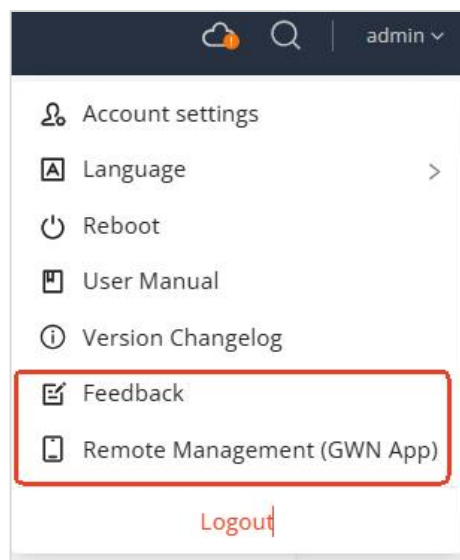 admin
Account settings
Language
Reboot
User Manual
Version Changelog
Feedback
Remote Management (GWN App)
Logout